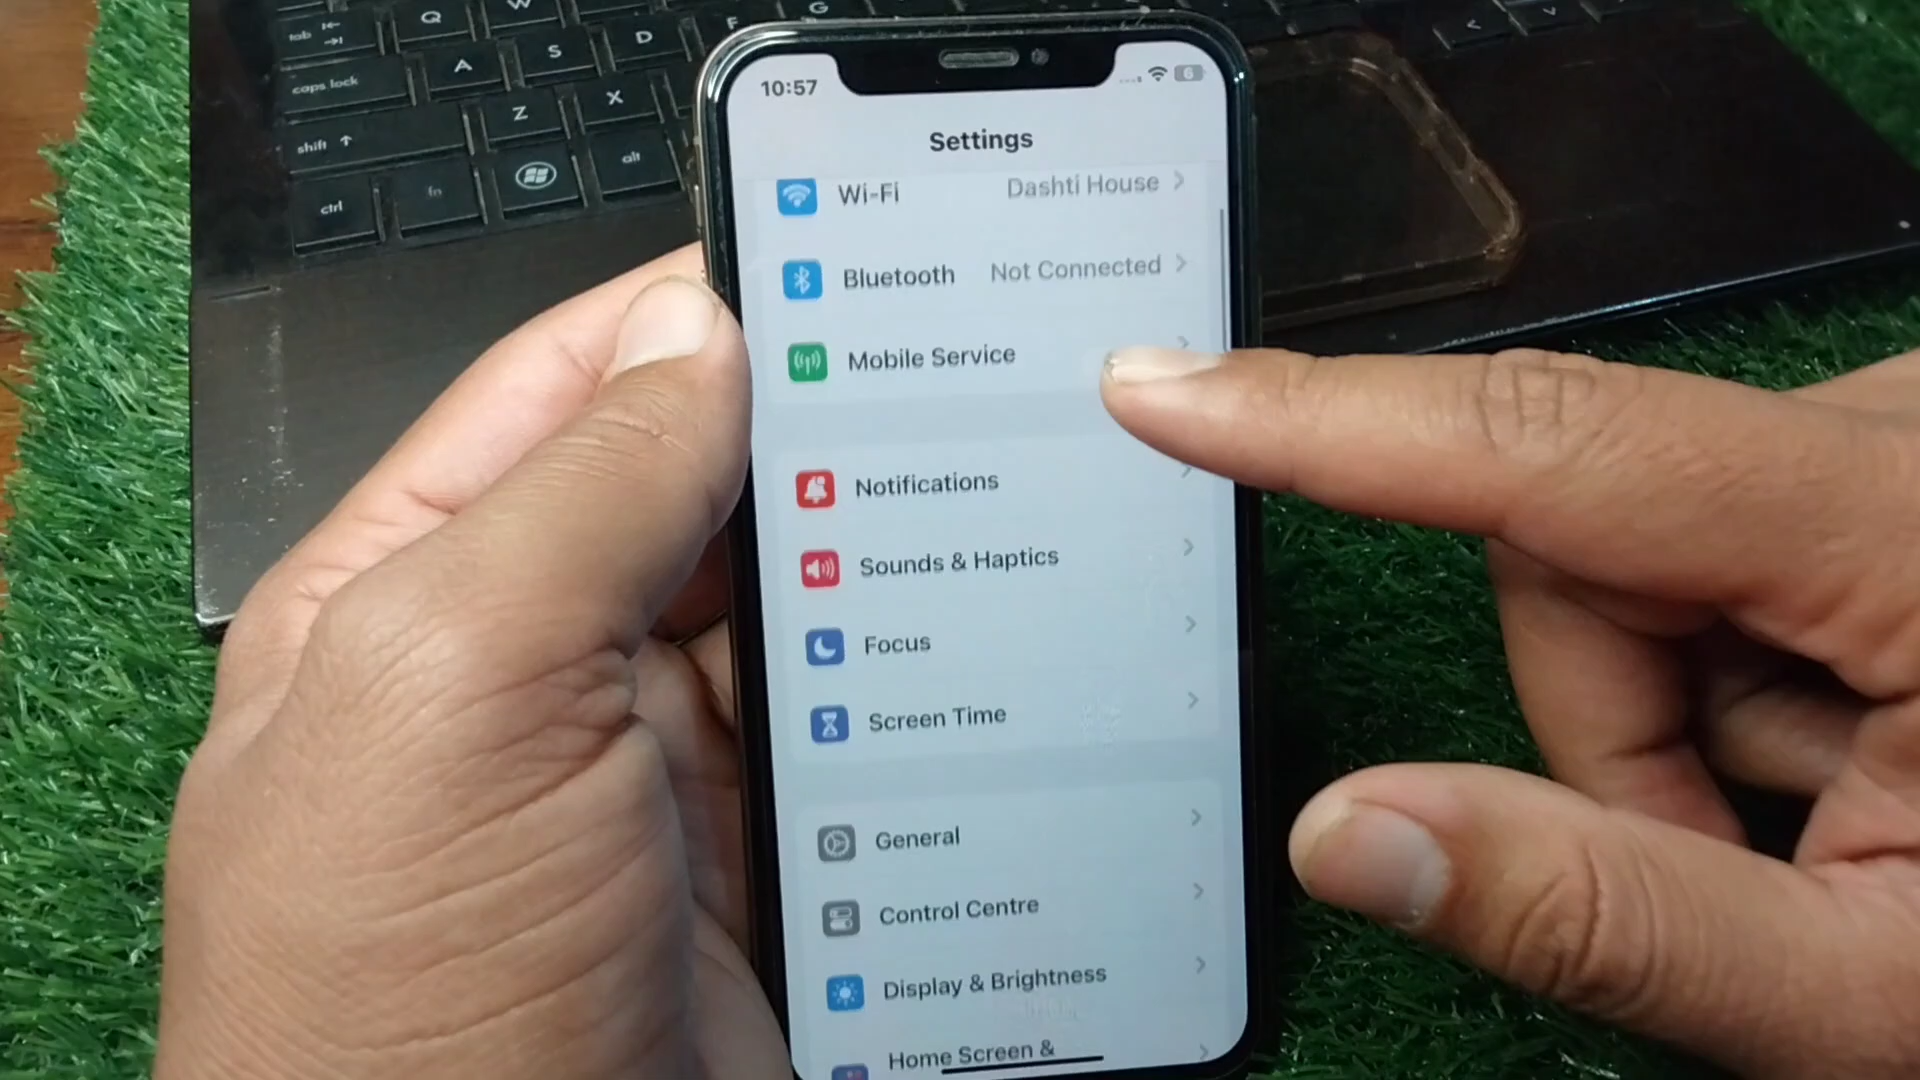 tab
Q
W
G
caps lock
A
S
D
F
shift
Z
X
ctrl
fn
alt
10:57
6
Settings
Wi-Fi
Dashti House
Bluetooth
Not Connected
Mobile Service
Notifications
Sounds & Haptics
Focus
Screen Time
General
Control Centre
Display & Brightness
Home Screen &